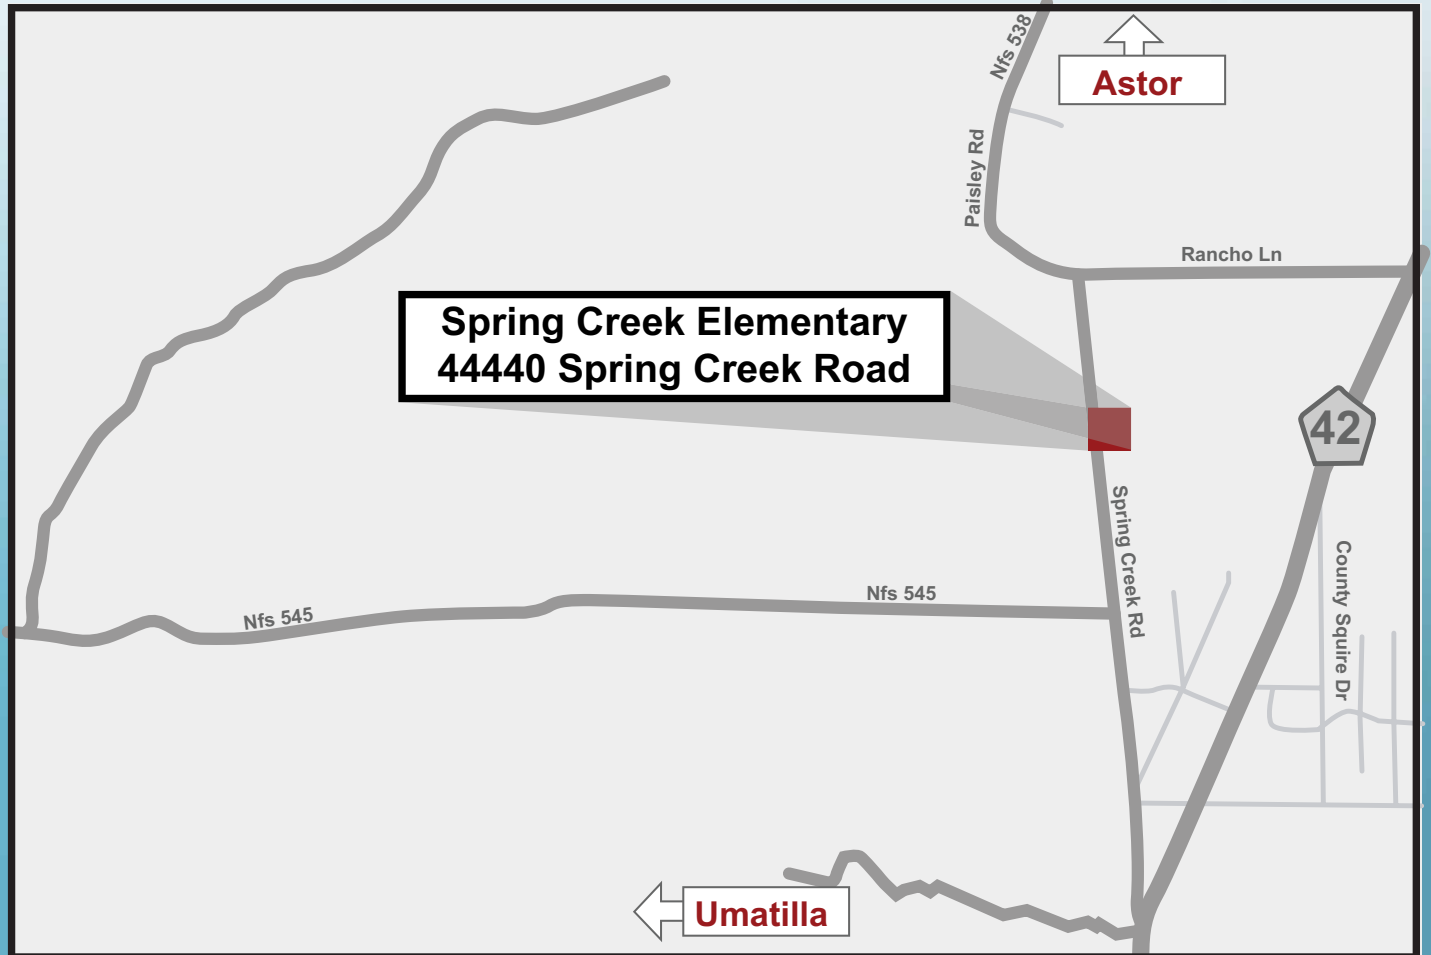 Nfs 538
Astor
Paisley Rd
Rancho Ln
Spring Creek Elementary
44440 Spring Creek Road
42
Spring Creek Rd
County Squire Dr
Nfs 545
Nfs 545
Umatilla